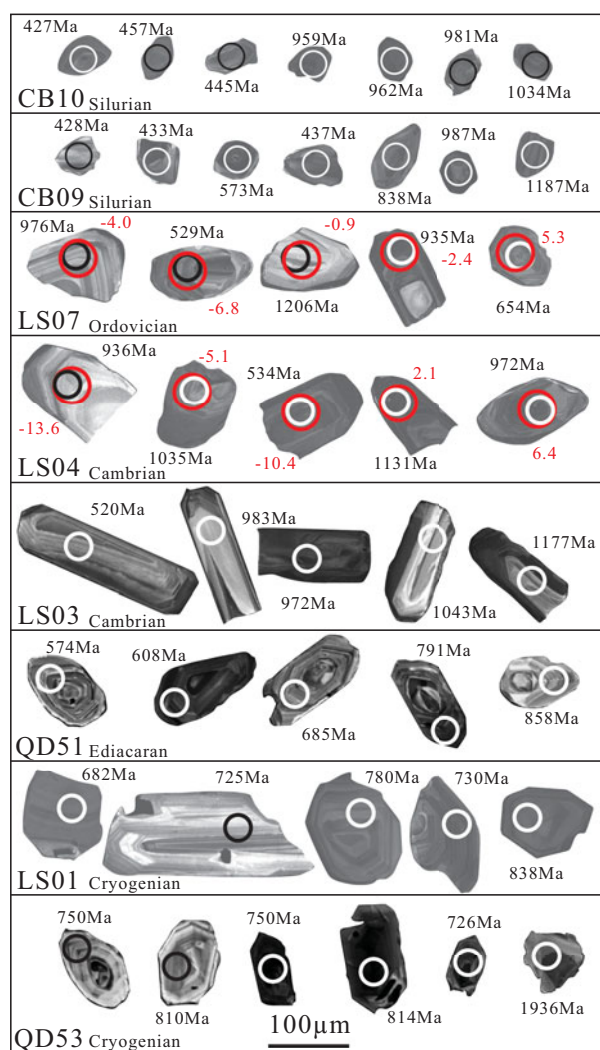 427Ma 457Ma 959Ma 981Ma
445Ma 962Ma 1034Ma
CB10 Silurian
428Ma 433Ma 437Ma 987Ma
573Ma 838Ma 1187Ma
CB09 Silurian
976Ma -4.0 529Ma -0.9 935Ma 5.3
-2.4
-6.8 1206Ma 654Ma
LS07 Ordovician
936Ma -5.1 534Ma 2.1 972Ma
-13.6 1035Ma -10.4 1131Ma 6.4
LS04 Cambrian
520Ma 983Ma 1177Ma
972Ma 1043Ma
LS03 Cambrian
574Ma 608Ma 791Ma
685Ma 858Ma
QD51 Ediacaran
682Ma 725Ma 780Ma 730Ma
838Ma
LS01 Cryogenian
750Ma 750Ma 726Ma
810Ma 814Ma 1936Ma
QD53 Cryogenian 100μm